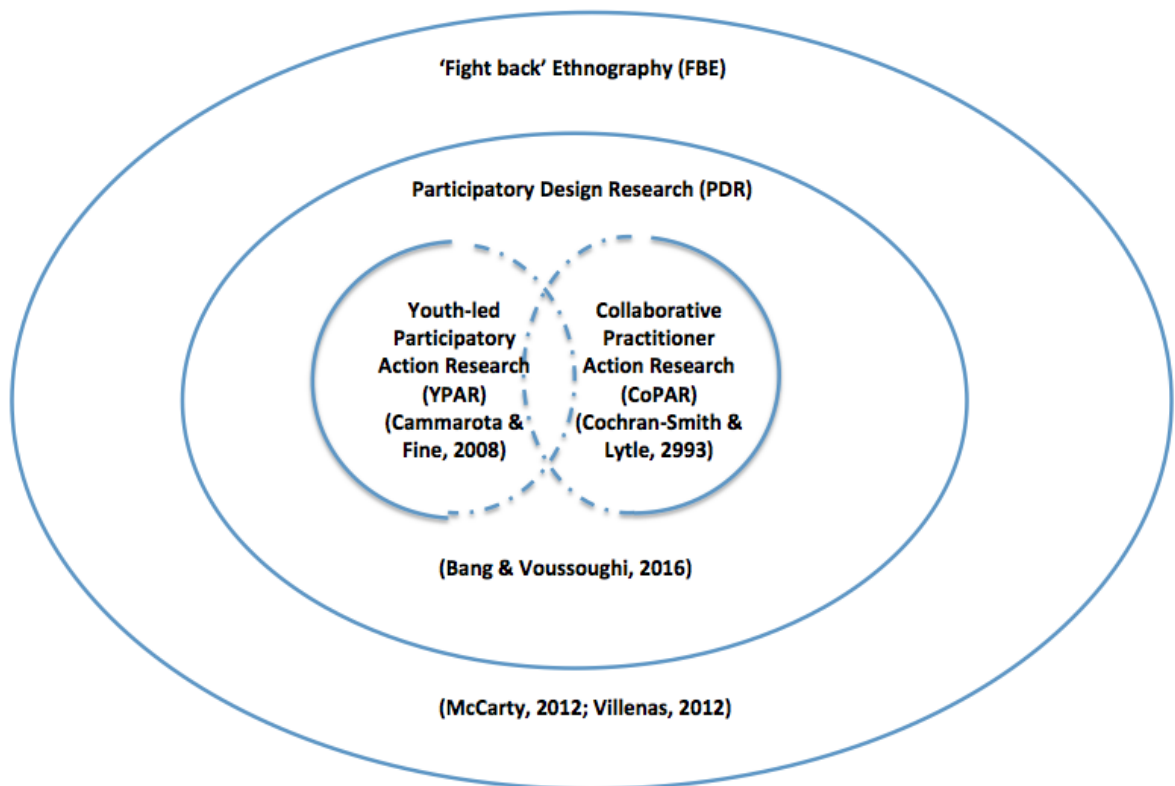 ‘Fight back’ Ethnography (FBE)
Participatory Design Research (PDR)
Youth-led
Participatory
Action Research
(YPAR)
(Cammarota &
Fine, 2008)
Collaborative
Practitioner
Action Research
(CoPAR)
(Cochran-Smith &
Lytle, 2993)
(Bang & Voussoughi, 2016)
(McCarty, 2012; Villenas, 2012)